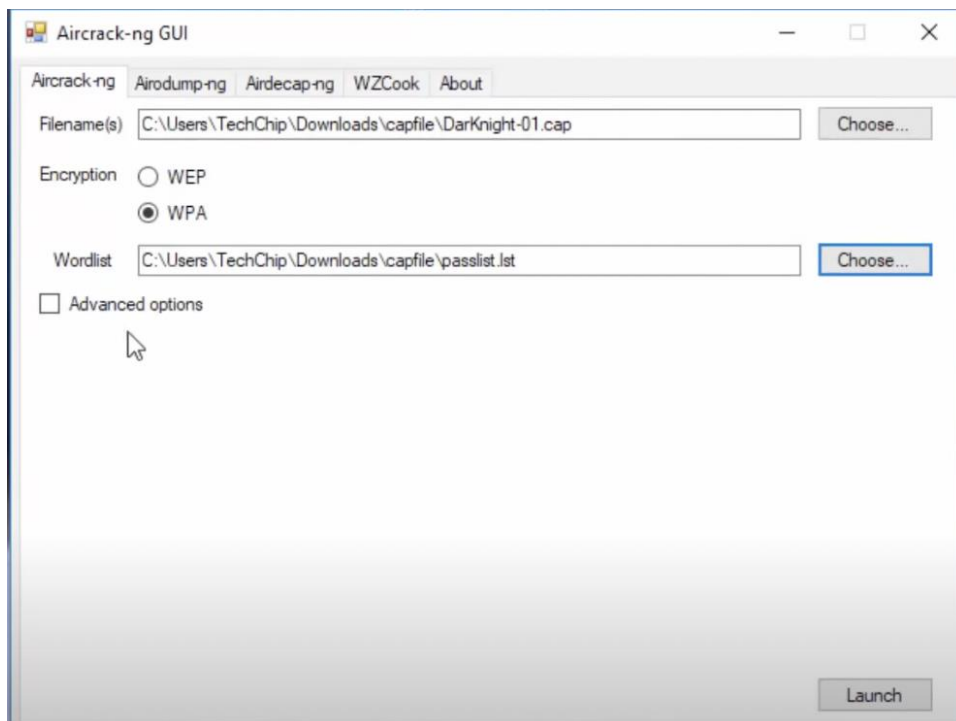 Aircrack-ng GUI
Aircrack-ng Airodump-ng Airdecap-ng WZCook About
Filename(s) C:\Users\TechChip\Downloads\capfile\DarKnight-01.cap Choose...
Encryption WEP
WPA
Wordlist C:\Users\TechChip\Downloads\capfile\passlist.lst Choose...
Advanced options
Launch